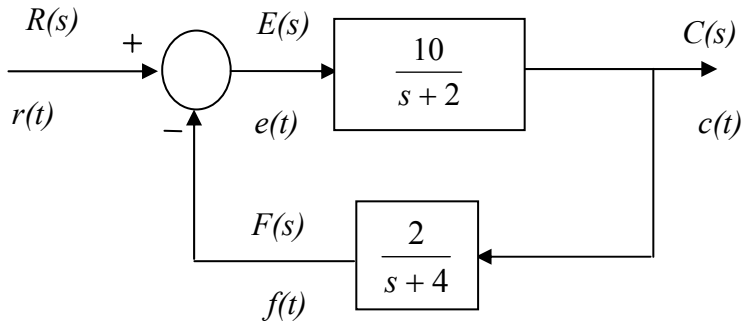 R(s)
+
E(s)
10
s + 2
C(s)
r(t)
−
e(t)
c(t)
F(s)
2
s + 4
f(t)